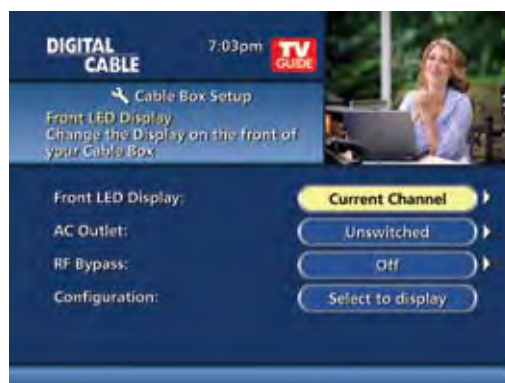 DIGITAL
CABLE
7:03pm
TV
GUIDE
Cable Box Setup
Front LED Display
Change the Display on the front of
your Cable Box
Front LED Display:
Current Channel
AC Outlet:
Unswitched
RF Bypass:
Off
Configuration:
Select to display